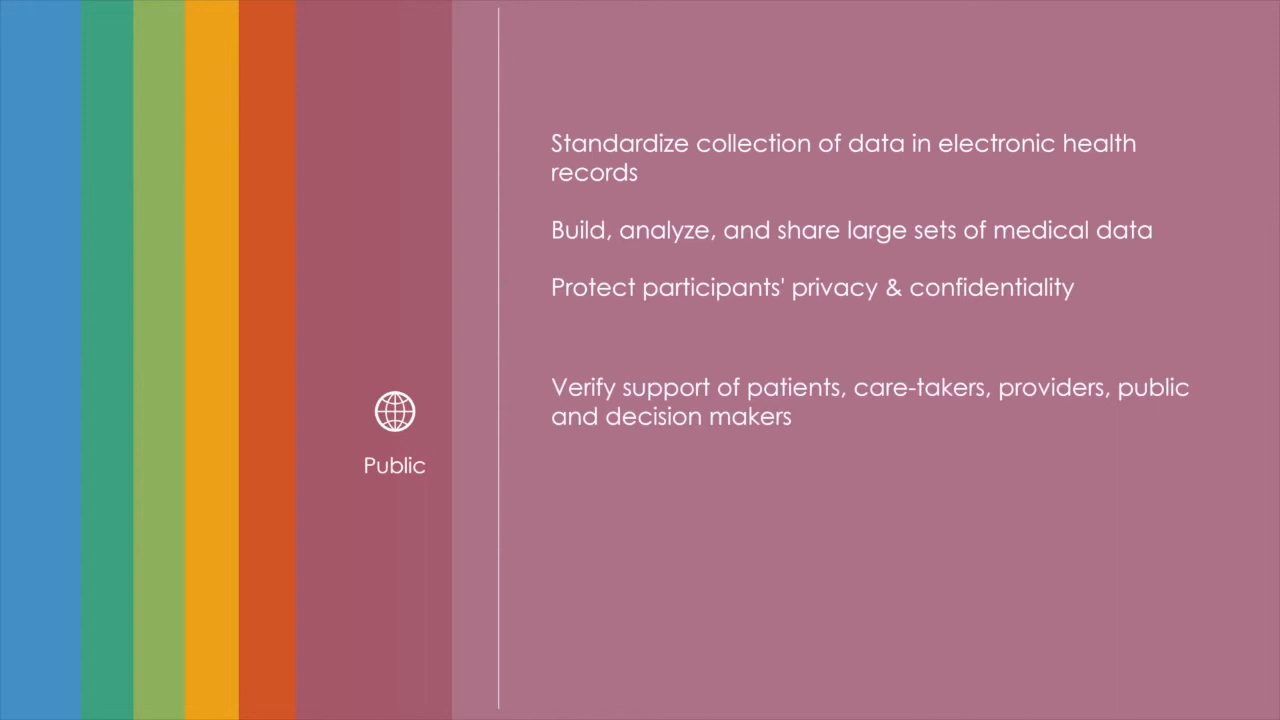 Standardize collection of data in electronic health
records
Build, analyze, and share large sets of medical data
Protect participants' privacy & confidentiality
Verify support of patients, care-takers, providers, public
and decision makers
Public